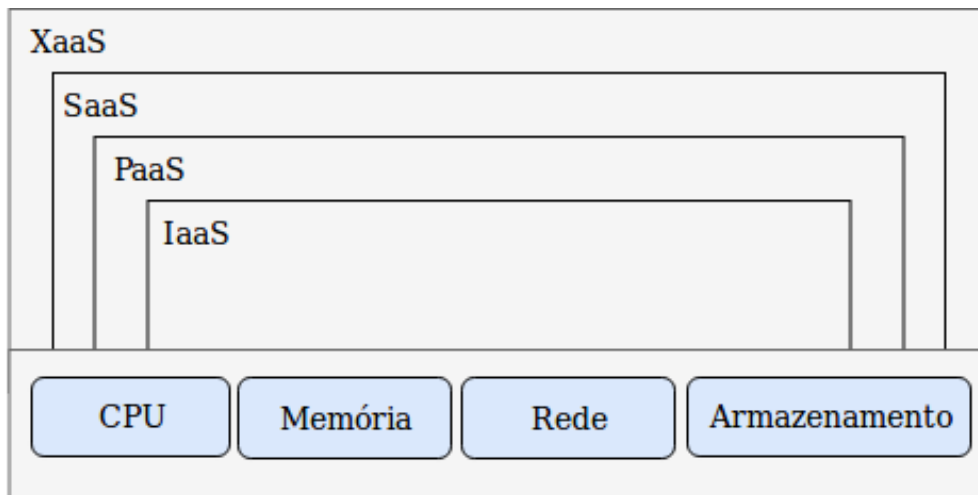 XaaS
SaaS
PaaS
IaaS
CPU
Memória
Rede
Armazenamento